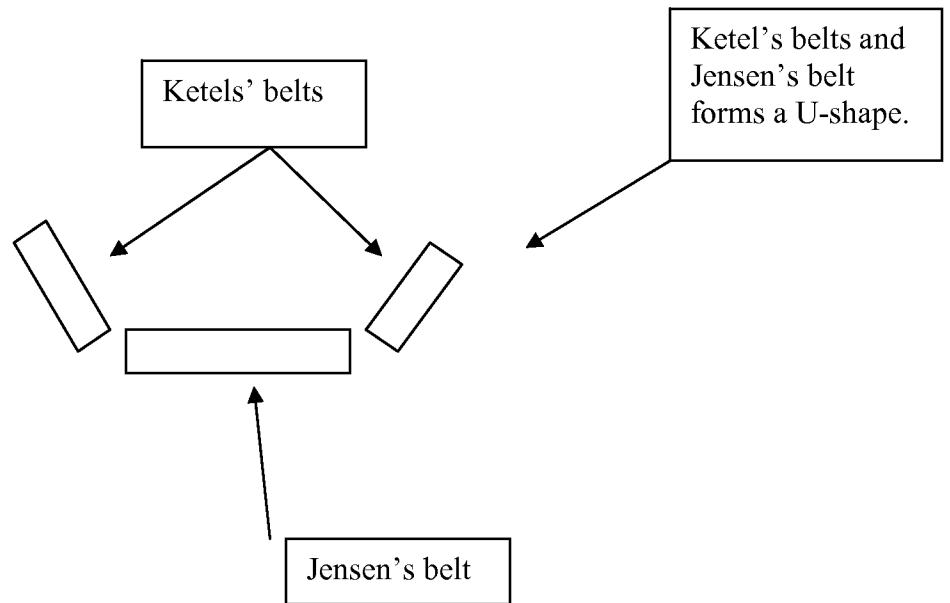 Ketels’ belts
Ketel’s belts and
Jensen’s belt
forms a U-shape.
Jensen’s belt